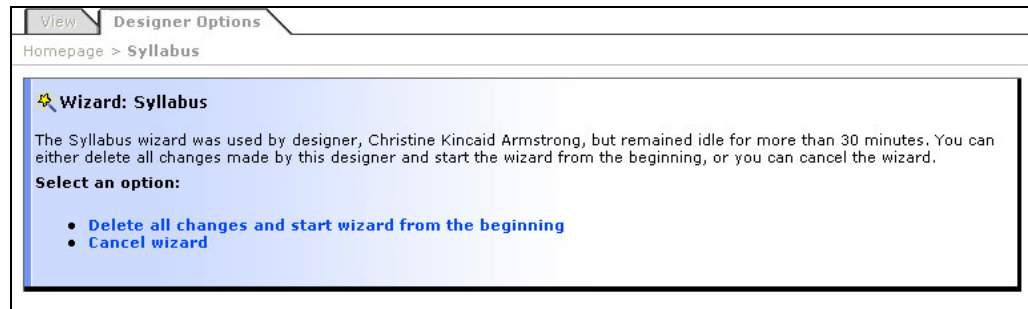 View Designer Options
Homepage > Syllabus
Wizard: Syllabus
The Syllabus wizard was used by designer, Christine Kincaid Armstrong, but remained idle for more than 30 minutes. You can
either delete all changes made by this designer and start the wizard from the beginning, or you can cancel the wizard.
Select an option:
Delete all changes and start wizard from the beginning
Cancel wizard